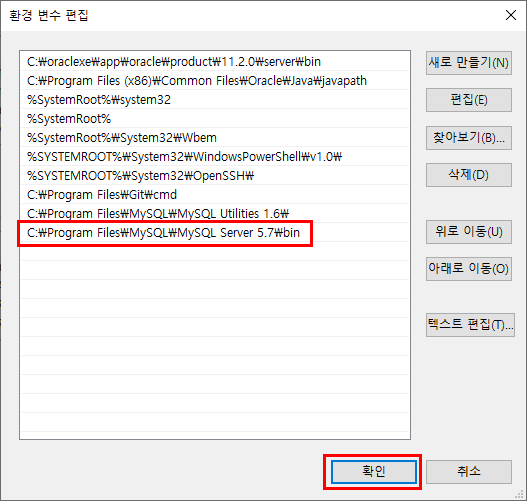 환경 변수 편집
C:₩oraclexe₩app₩oracle₩product₩11.2.0₩server₩bin
C:₩Program Files (x86)₩Common Files₩Oracle₩Java₩javapath
%SystemRoot%₩system32
%SystemRoot%
%SystemRoot%₩System32₩Wbem
%SYSTEMROOT%₩System32₩WindowsPowerShell₩v1.0₩
%SYSTEMROOT%₩System32₩OpenSSH₩
C:₩Program Files₩Git₩cmd
C:₩Program Files₩MySQL₩MySQL Utilities 1.6₩
C:₩Program Files₩MySQL₩MySQL Server 5.7₩bin
새로 만들기(N)
편집(E)
찾아보기(B)...
삭제(D)
위로 이동(U)
아래로 이동(O)
텍스트 편집(T)...
확인
취소